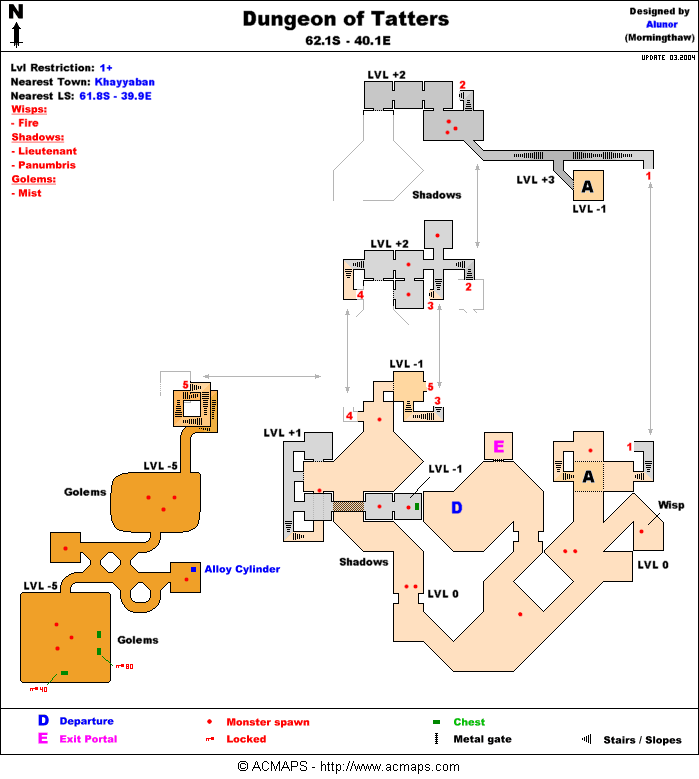 N
Dungeon of Tatters
62.1S - 40.1E
Designed by
Alunor
(Morningthaw)
UPDATE 03.2004
Lvl Restriction: 1+
Nearest Town: Khayyaban
Nearest LS: 61.8S - 39.9E
Wisps:
- Fire
Shadows:
- Lieutenant
- Panumbris
Golems:
- Mist
LVL +2
2
Shadows
LVL +3
1
A
LVL -1
LVL +2
4
3
2
LVL -1
5
5
3
4
LVL +1
E
1
LVL -5
LVL -1
A
Golems
D
Wisp
Shadows
LVL 0
Alloy Cylinder
LVL -5
LVL 0
Golems
80
40
D Departure
Monster spawn
Chest
E Exit Portal
Locked
Metal gate
Stairs / Slopes
© ACMAPS - http://www.acmaps.com